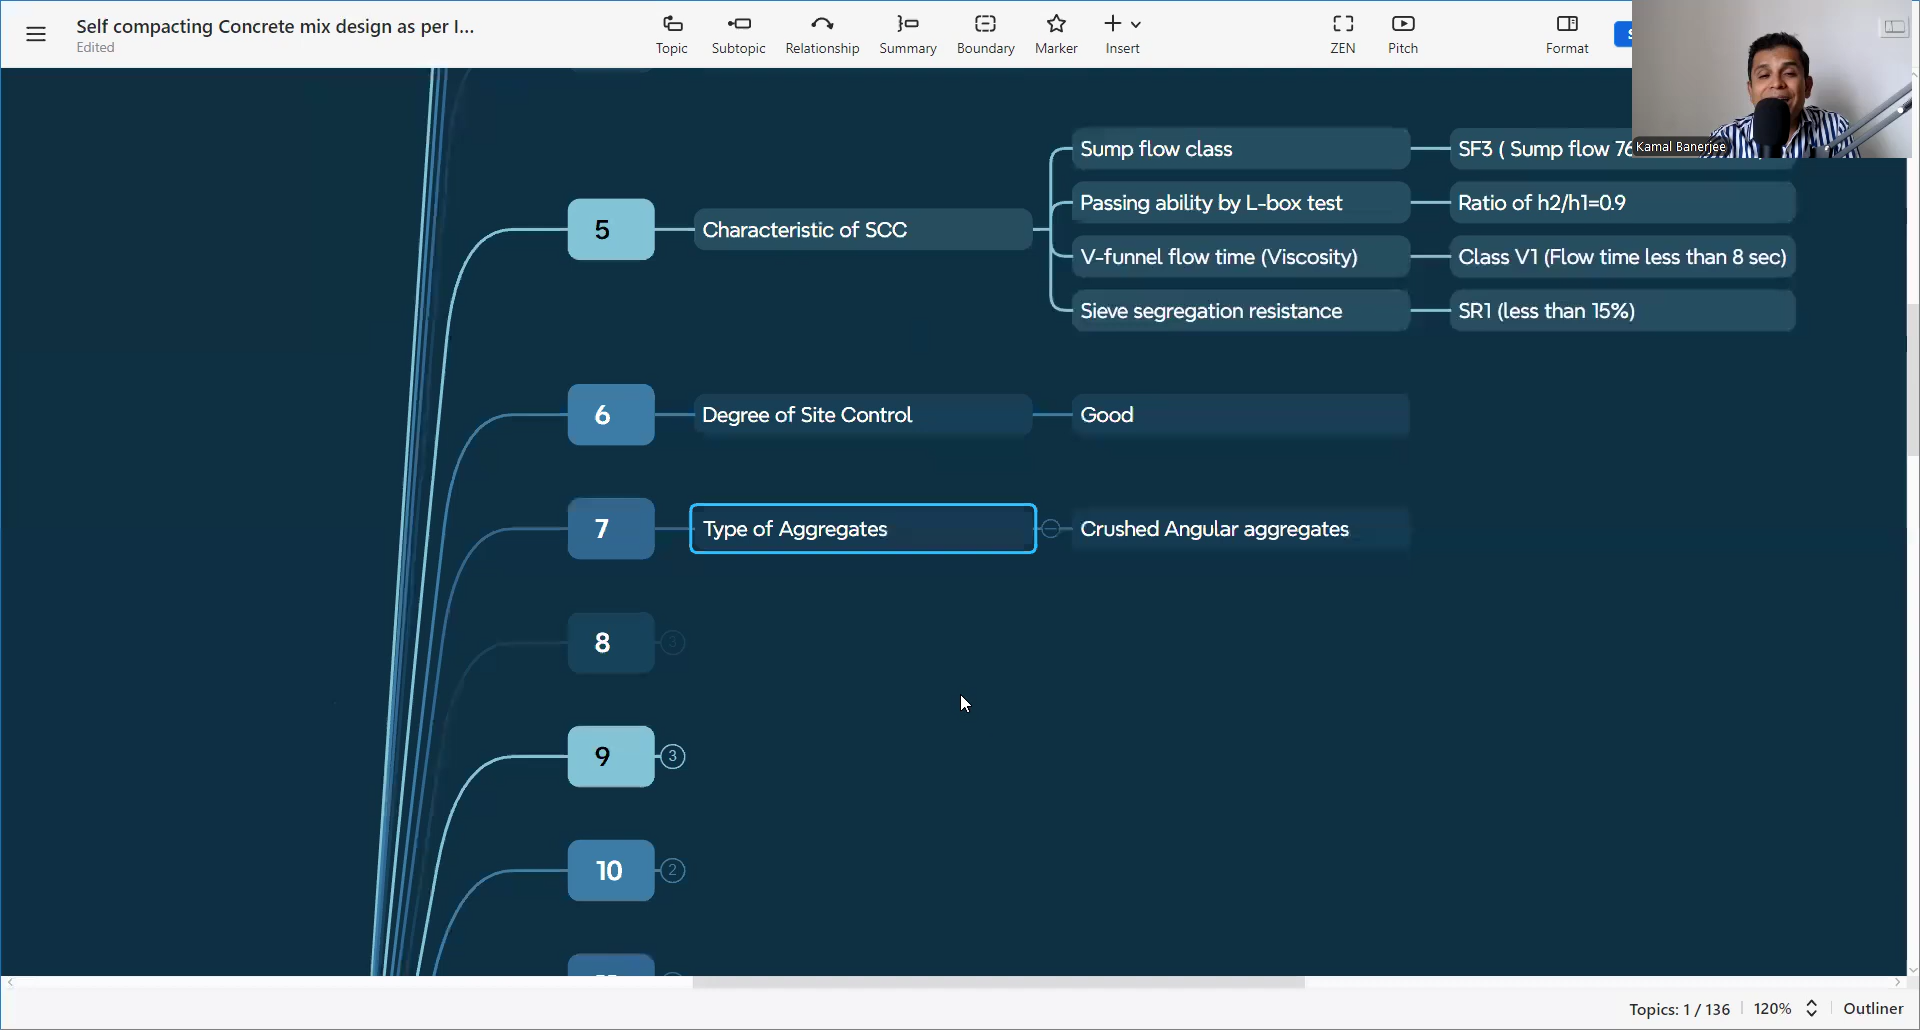 Self compacting Concrete mix design as per I...
Edited
Topic
Subtopic
Relationship
Summary
Boundary
Marker
Insert
ZEN
Pitch
Format
Kamal Banerjee
5
Characteristic of SCC
Sump flow class
SF3 ( Sump flow 76
Passing ability by L-box test
Ratio of h2/h1=0.9
V-funnel flow time (Viscosity)
Class V1 (Flow time less than 8 sec)
Sieve segregation resistance
SR1 (less than 15%)
6
Degree of Site Control
Good
7
Type of Aggregates
Crushed Angular aggregates
8
3
9
3
10
2
Topics: 1 / 136
120%
Outliner